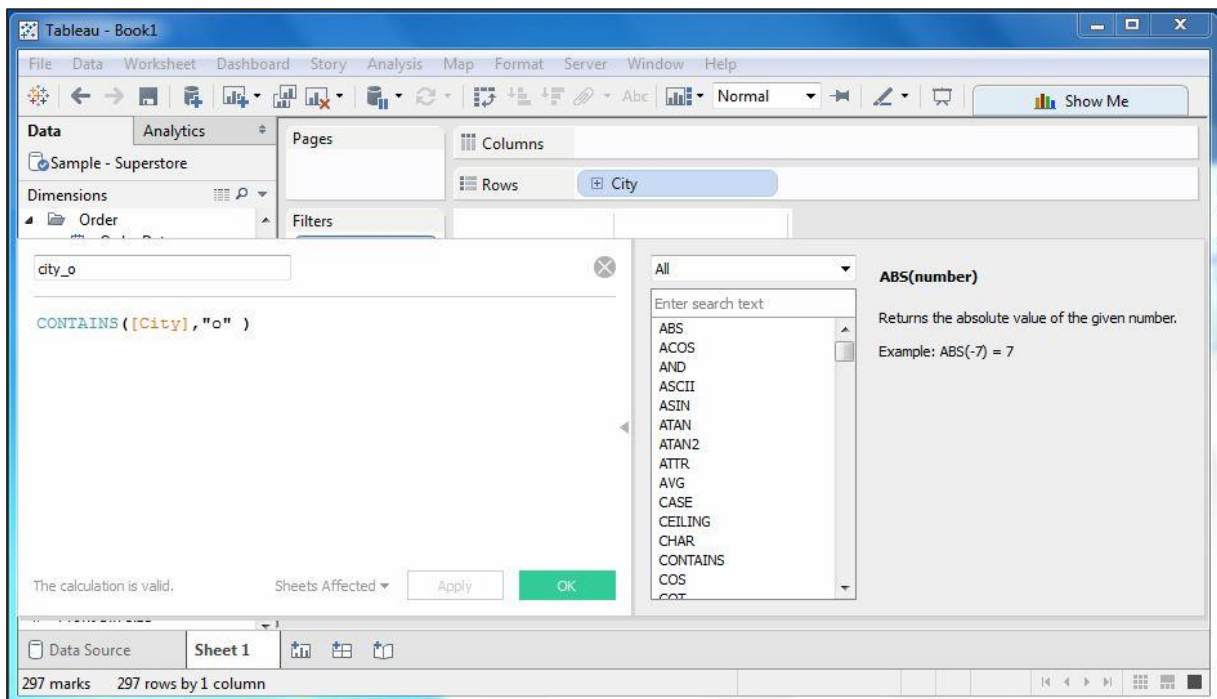 Tableau - Book1
File Data Worksheet Dashboard Story Analysis Map Format Server Window Help
Abc Normal Show Me
Data Analytics
Sample - Superstore
Dimensions
Order
Pages
Filters
Columns
Rows City
city_o
CONTAINS([City],"o" )
The calculation is valid.
Sheets Affected
Apply
OK
All
Enter search text
ABS
ACOS
AND
ASCII
ASIN
ATAN
ATAN2
ATTR
AVG
CASE
CEILING
CHAR
CONTAINS
COS
COT
ABS(number)
Returns the absolute value of the given number.
Example: ABS(-7) = 7
Data Source Sheet 1
297 marks 297 rows by 1 column